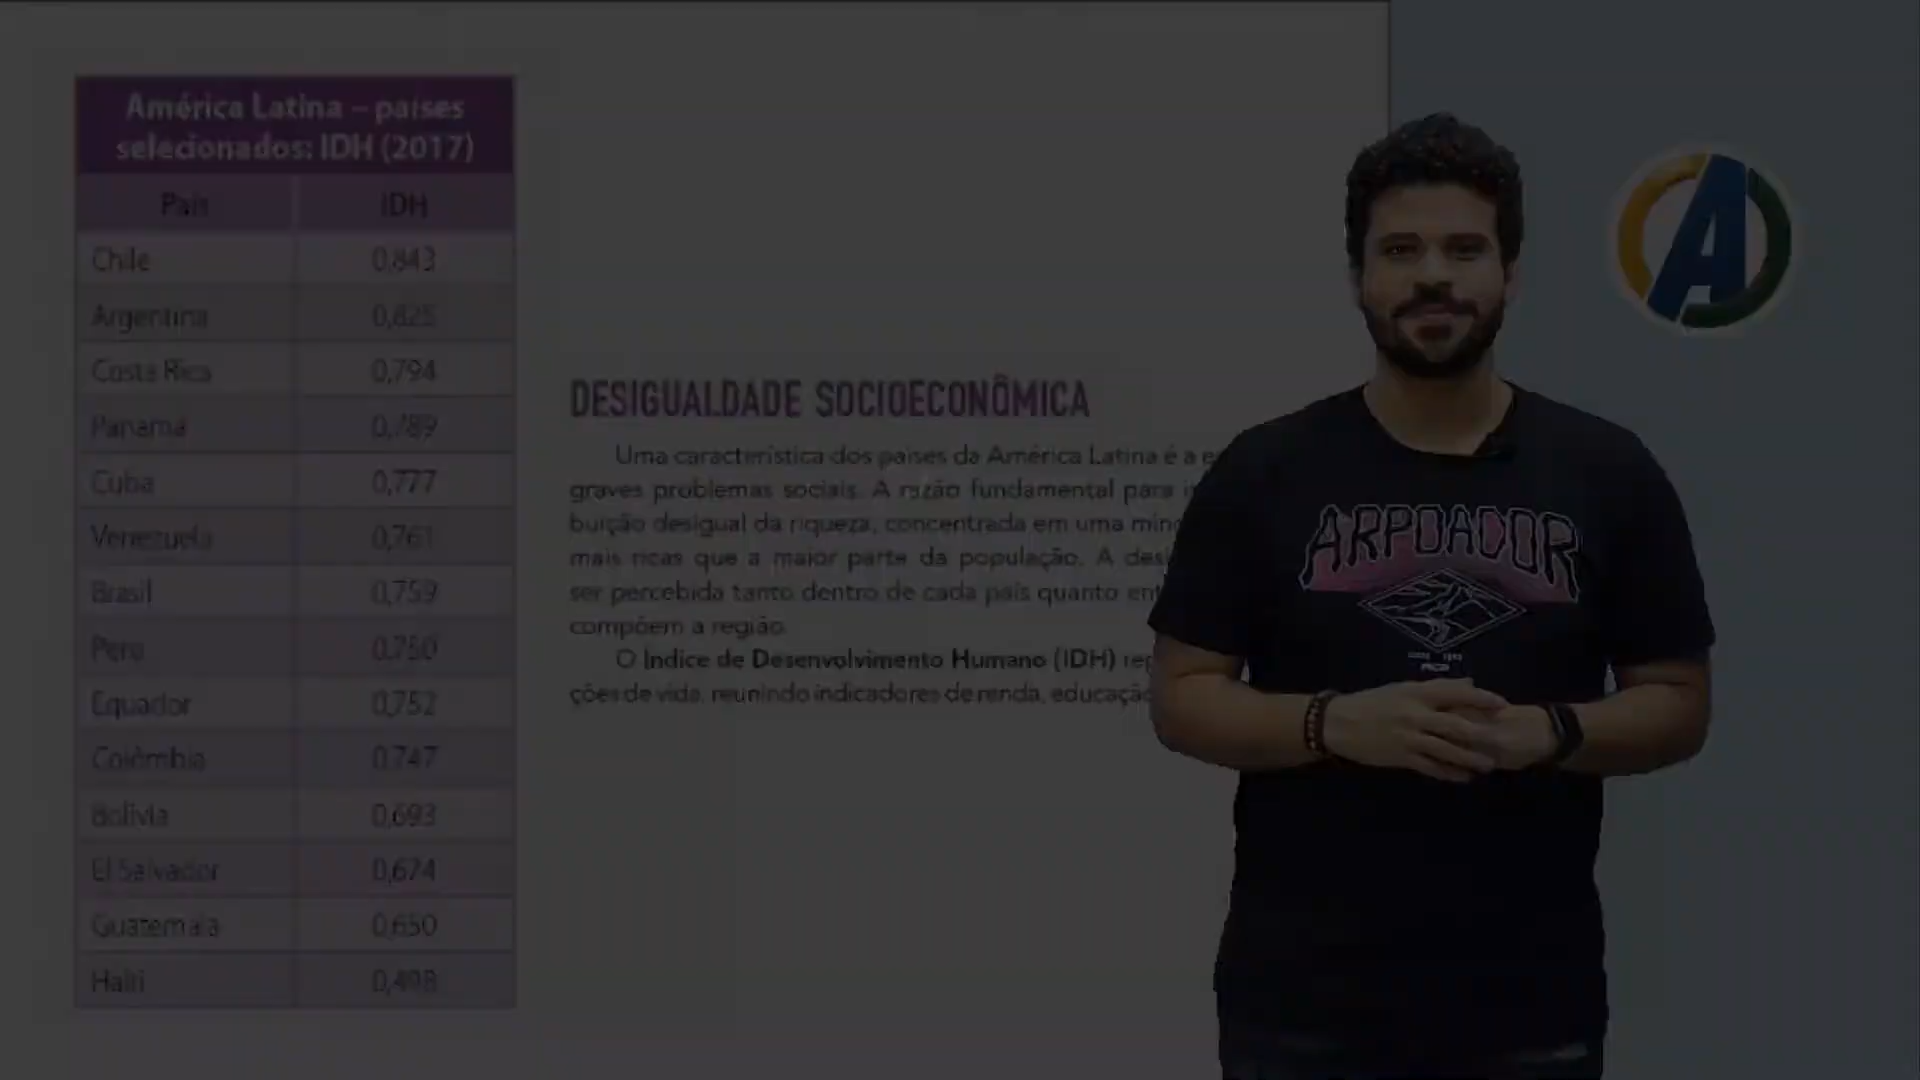 América Latina – países
selecionados: IDH (2017)
País IDH
Chile 0,843
Argentina 0,825
Costa Rica 0,794
Panamá 0,789
Cuba 0,777
Venezuela 0,761
Brasil 0,759
Peru 0,750
Equador 0,752
Colômbia 0,747
Bolívia 0,693
El Salvador 0,674
Guatemala 0,650
Haiti 0,498
DESIGUALDADE SOCIOECONÔMICA
Uma característica dos países da América Latina é a
graves problemas sociais. A razão fundamental para
buição desigual da riqueza, concentrada em uma
mais ricas que a maior parte da população. A
ser percebida tanto dentro de cada país quanto
compõem a região.
O Índice de Desenvolvimento Humano (IDH)
ções de vida, reunindo indicadores de renda, educação
A
ARPOADOR